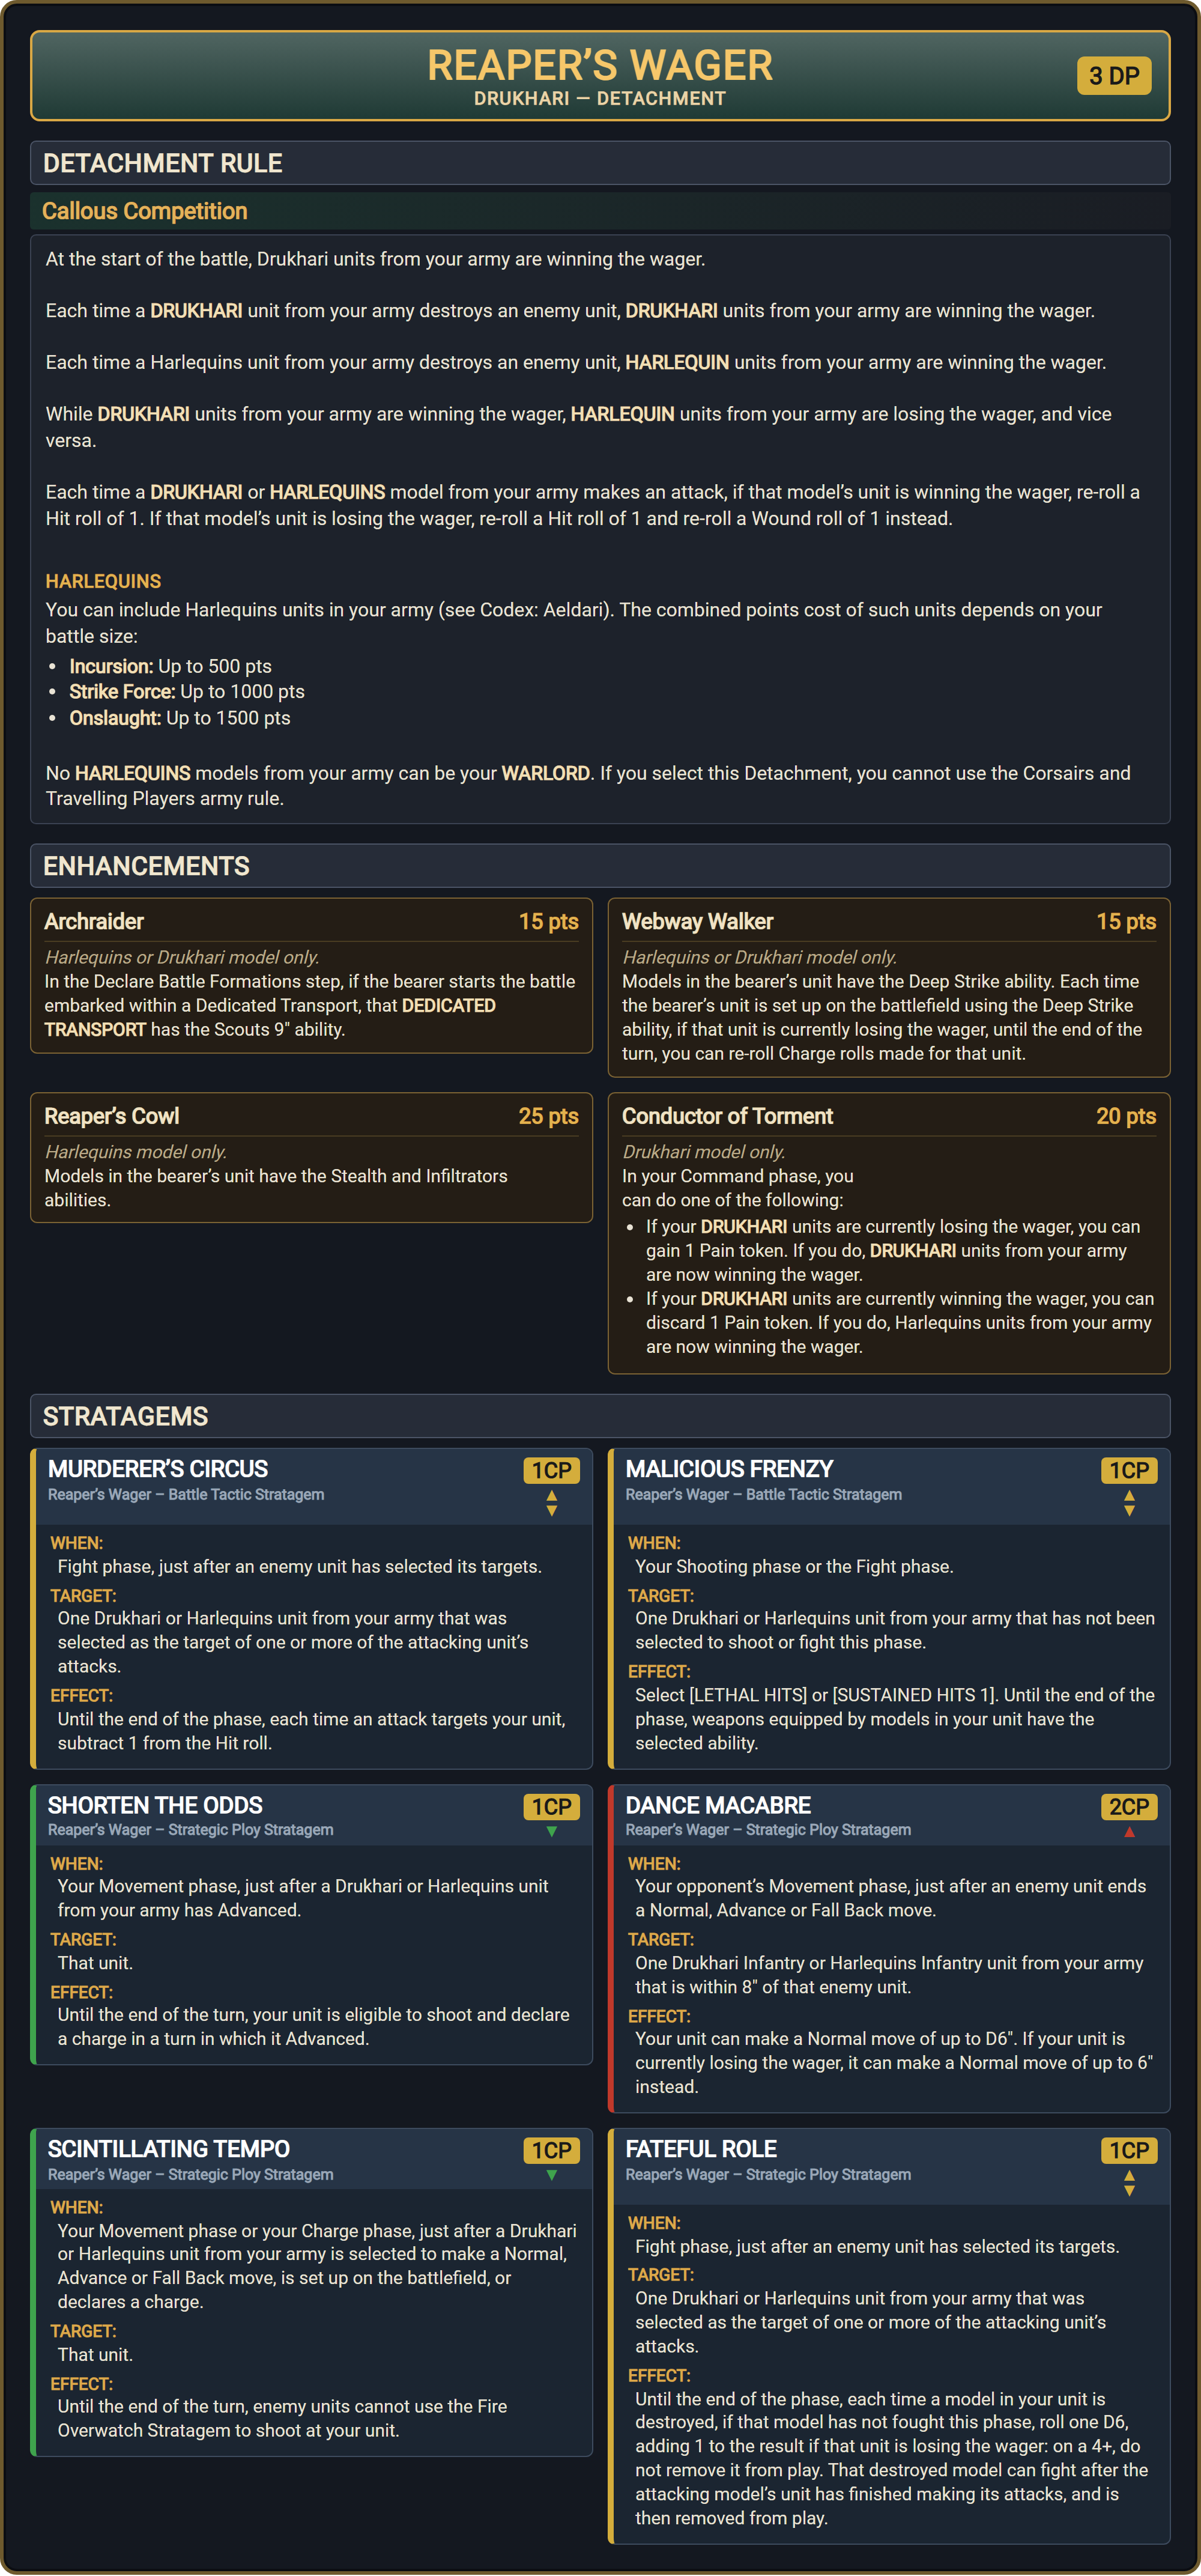 REAPER’S WAGER
DRUKHARI — DETACHMENT
3 DP
DETACHMENT RULE
Callous Competition
At the start of the battle, Drukhari units from your army are winning the wager.
Each time a DRUKHARI unit from your army destroys an enemy unit, DRUKHARI units from your army are winning the wager.
Each time a Harlequins unit from your army destroys an enemy unit, HARLEQUIN units from your army are winning the wager.
While DRUKHARI units from your army are winning the wager, HARLEQUIN units from your army are losing the wager, and vice
versa.
Each time a DRUKHARI or HARLEQUINS model from your army makes an attack, if that model’s unit is winning the wager, re-roll a
Hit roll of 1. If that model’s unit is losing the wager, re-roll a Hit roll of 1 and re-roll a Wound roll of 1 instead.
HARLEQUINS
You can include Harlequins units in your army (see Codex: Aeldari). The combined points cost of such units depends on your
battle size:
• Incursion: Up to 500 pts
• Strike Force: Up to 1000 pts
• Onslaught: Up to 1500 pts
No HARLEQUINS models from your army can be your WARLORD. If you select this Detachment, you cannot use the Corsairs and
Travelling Players army rule.
ENHANCEMENTS
Archraider 15 pts
Harlequins or Drukhari model only.
In the Declare Battle Formations step, if the bearer starts the battle
embarked within a Dedicated Transport, that DEDICATED
TRANSPORT has the Scouts 9" ability.
Webway Walker 15 pts
Harlequins or Drukhari model only.
Models in the bearer’s unit have the Deep Strike ability. Each time
the bearer’s unit is set up on the battlefield using the Deep Strike
ability, if that unit is currently losing the wager, until the end of the
turn, you can re-roll Charge rolls made for that unit.
Reaper’s Cowl 25 pts
Harlequins model only.
Models in the bearer’s unit have the Stealth and Infiltrators
abilities.
Conductor of Torment 20 pts
Drukhari model only.
In your Command phase, you
can do one of the following:
• If your DRUKHARI units are currently losing the wager, you can
gain 1 Pain token. If you do, DRUKHARI units from your army
are now winning the wager.
• If your DRUKHARI units are currently winning the wager, you can
discard 1 Pain token. If you do, Harlequins units from your army
are now winning the wager.
STRATAGEMS
MURDERER’S CIRCUS 1CP
Reaper’s Wager – Battle Tactic Stratagem
WHEN:
Fight phase, just after an enemy unit has selected its targets.
TARGET:
One Drukhari or Harlequins unit from your army that was
selected as the target of one or more of the attacking unit’s
attacks.
EFFECT:
Until the end of the phase, each time an attack targets your unit,
subtract 1 from the Hit roll.
MALICIOUS FRENZY 1CP
Reaper’s Wager – Battle Tactic Stratagem
WHEN:
Your Shooting phase or the Fight phase.
TARGET:
One Drukhari or Harlequins unit from your army that has not been
selected to shoot or fight this phase.
EFFECT:
Select [LETHAL HITS] or [SUSTAINED HITS 1]. Until the end of the
phase, weapons equipped by models in your unit have the
selected ability.
SHORTEN THE ODDS 1CP
Reaper’s Wager – Strategic Ploy Stratagem
WHEN:
Your Movement phase, just after a Drukhari or Harlequins unit
from your army has Advanced.
TARGET:
That unit.
EFFECT:
Until the end of the turn, your unit is eligible to shoot and declare
a charge in a turn in which it Advanced.
DANCE MACABRE 2CP
Reaper’s Wager – Strategic Ploy Stratagem
WHEN:
Your opponent’s Movement phase, just after an enemy unit ends
a Normal, Advance or Fall Back move.
TARGET:
One Drukhari Infantry or Harlequins Infantry unit from your army
that is within 8" of that enemy unit.
EFFECT:
Your unit can make a Normal move of up to D6". If your unit is
currently losing the wager, it can make a Normal move of up to 6"
instead.
SCINTILLATING TEMPO 1CP
Reaper’s Wager – Strategic Ploy Stratagem
WHEN:
Your Movement phase or your Charge phase, just after a Drukhari
or Harlequins unit from your army is selected to make a Normal,
Advance or Fall Back move, is set up on the battlefield, or
declares a charge.
TARGET:
That unit.
EFFECT:
Until the end of the turn, enemy units cannot use the Fire
Overwatch Stratagem to shoot at your unit.
FATEFUL ROLE 1CP
Reaper’s Wager – Strategic Ploy Stratagem
WHEN:
Fight phase, just after an enemy unit has selected its targets.
TARGET:
One Drukhari or Harlequins unit from your army that was
selected as the target of one or more of the attacking unit’s
attacks.
EFFECT:
Until the end of the phase, each time a model in your unit is
destroyed, if that model has not fought this phase, roll one D6,
adding 1 to the result if that unit is losing the wager: on a 4+, do
not remove it from play. That destroyed model can fight after the
attacking model’s unit has finished making its attacks, and is
then removed from play.